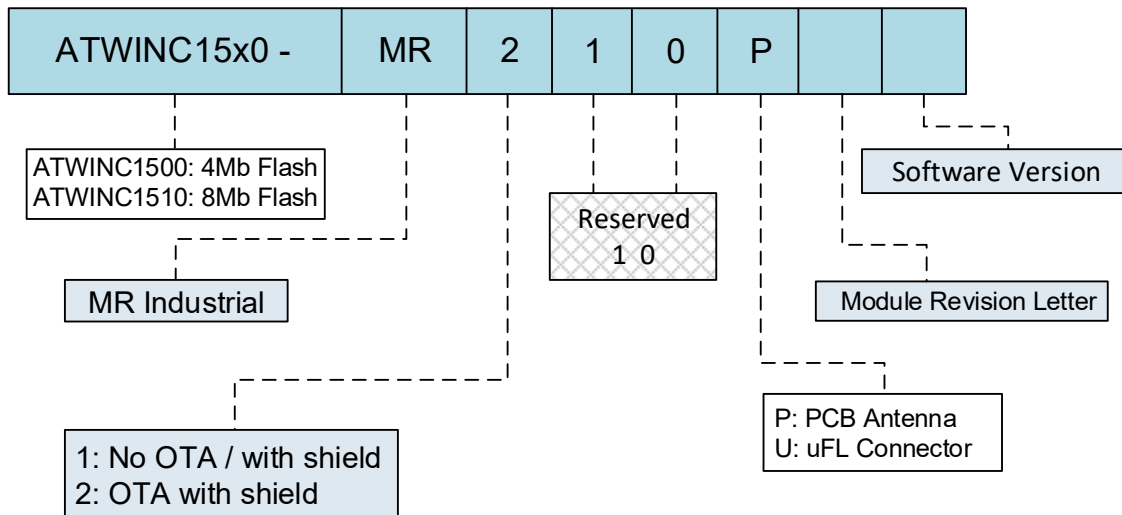 ATWINC15x0 - MR 2 1 0 P
ATWINC1500: 4Mb Flash
ATWINC1510: 8Mb Flash
Software Version
Reserved
1 0
MR Industrial
Module Revision Letter
P: PCB Antenna
U: uFL Connector
1: No OTA / with shield
2: OTA with shield